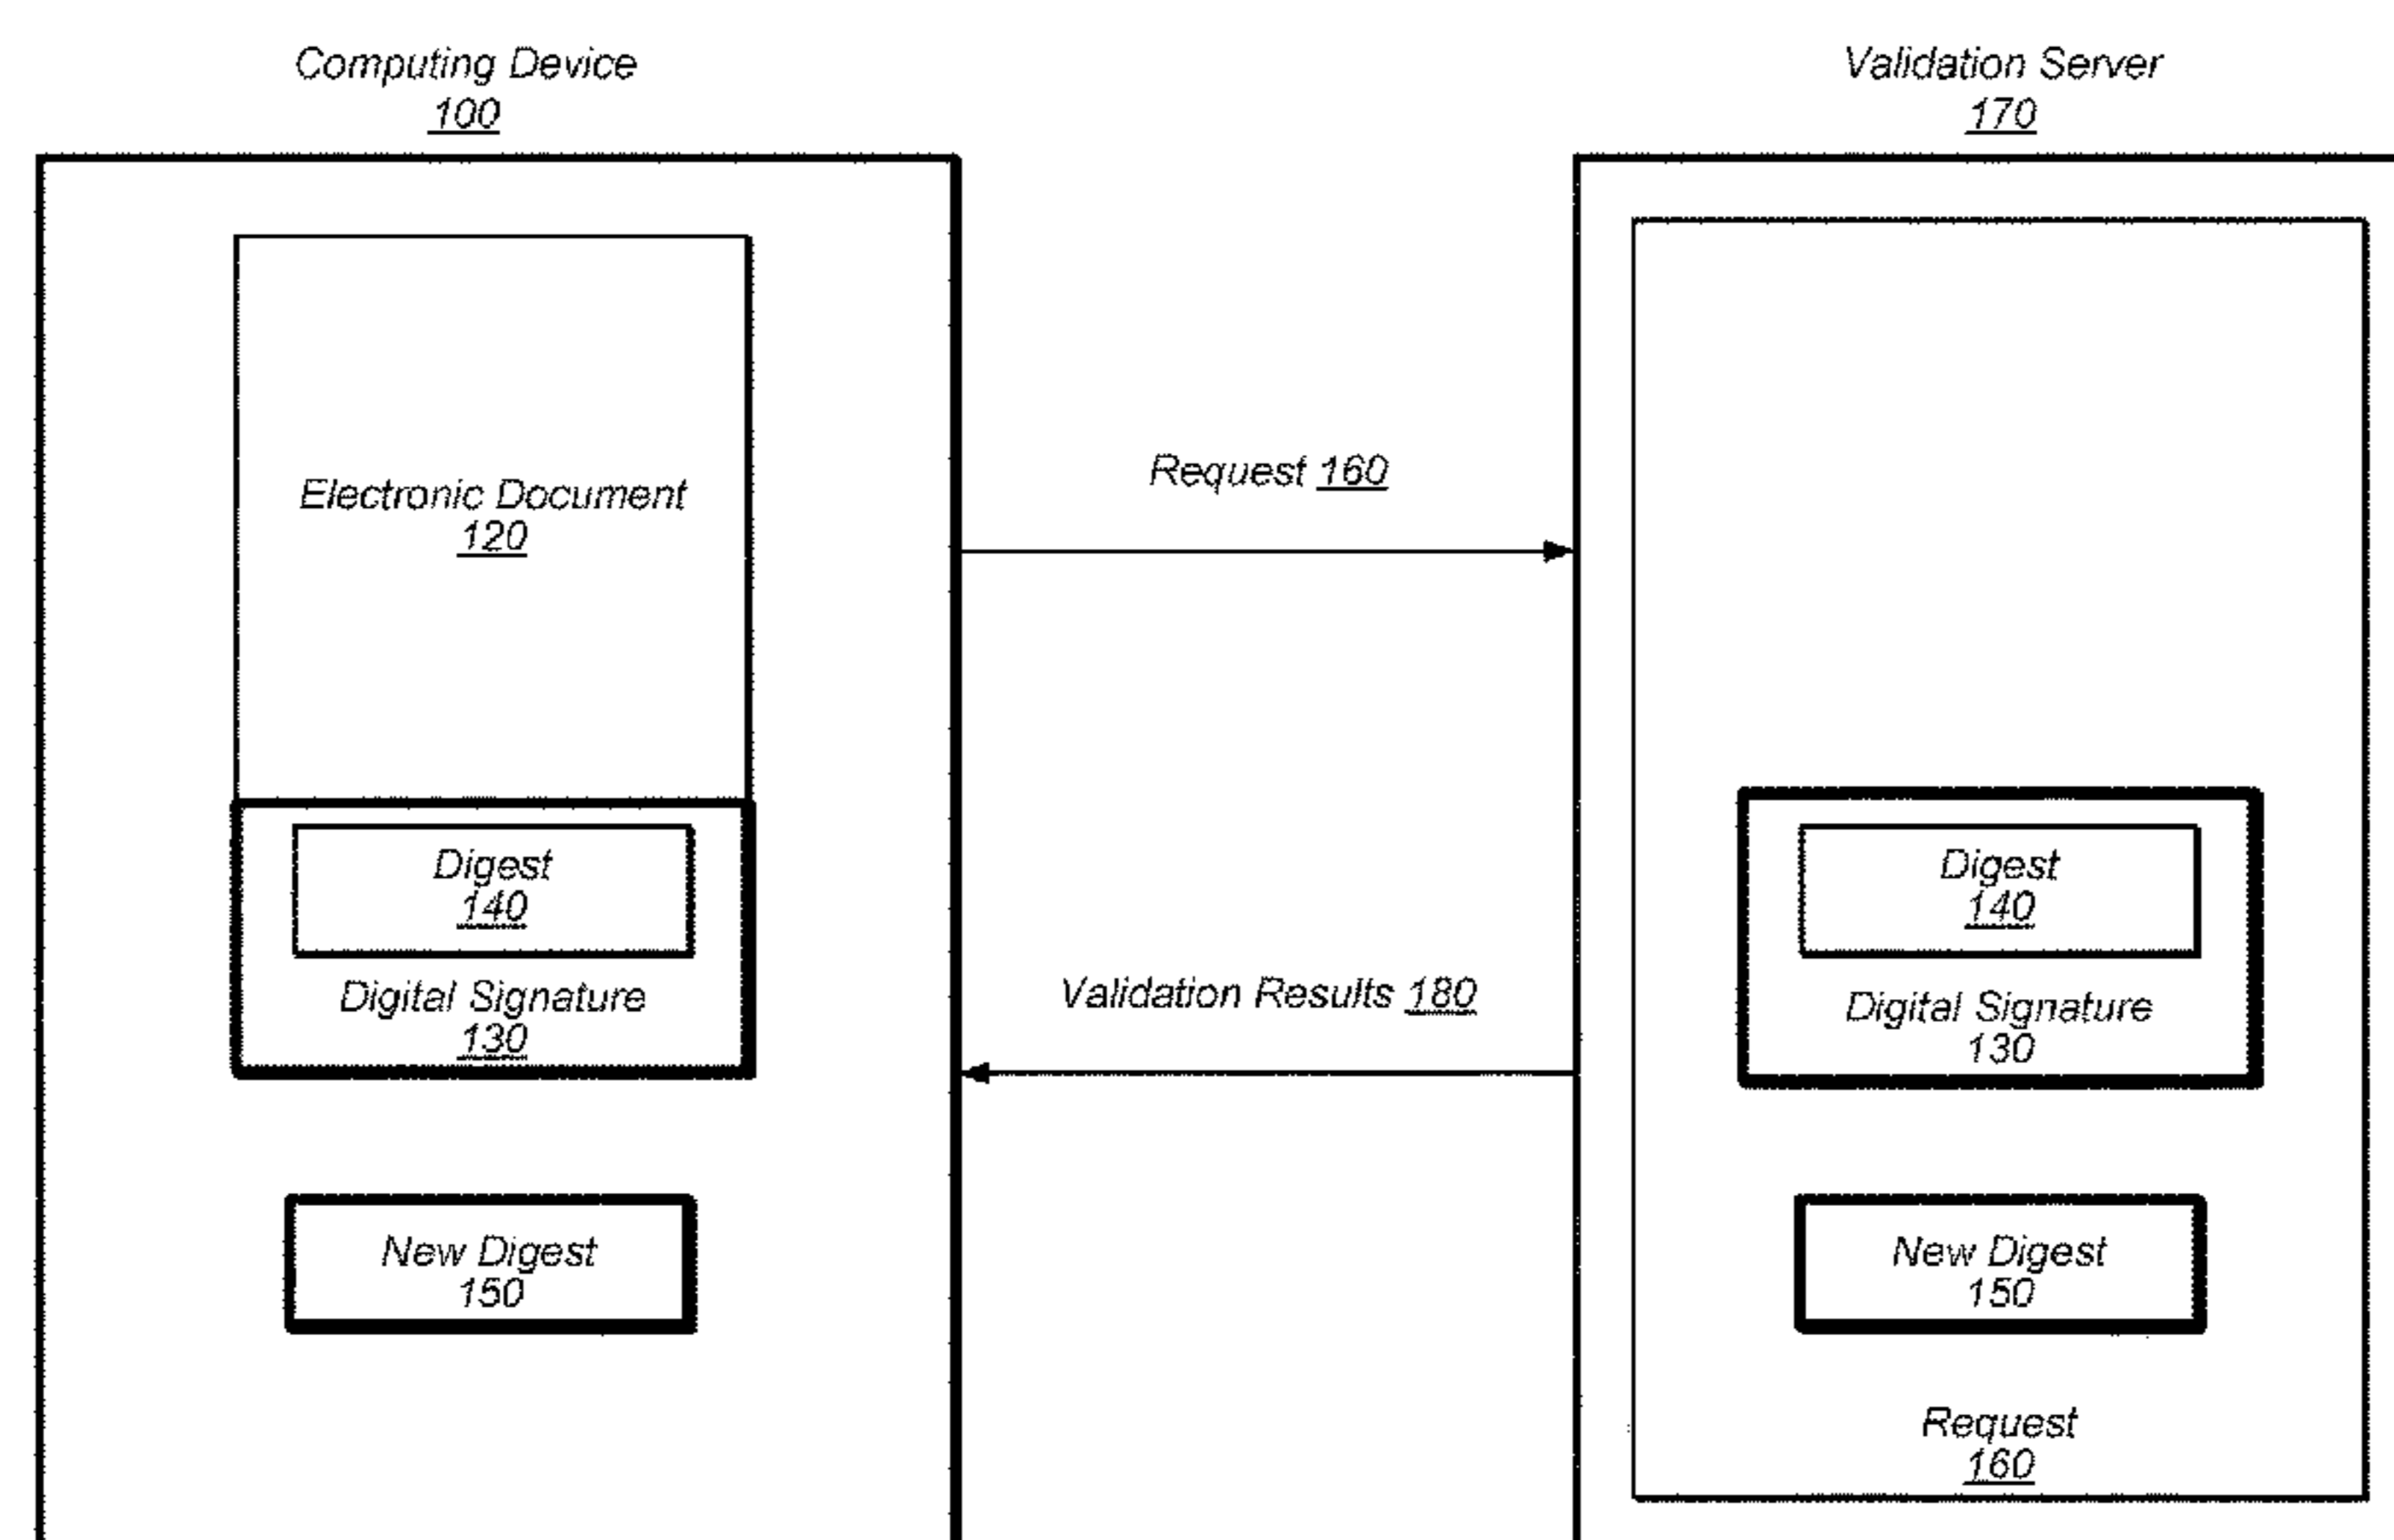 Computing Device
100
Validation Server
170
Electronic Document
120
Request 160
Digest
140
Digital Signature
130
Validation Results 180
Digest
140
Digital Signature
130
New Digest
150
New Digest
150
Request
160